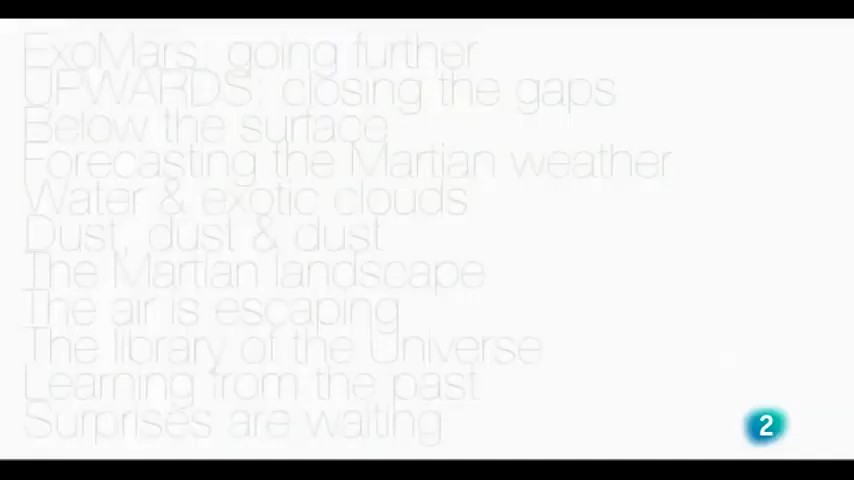 ExoMars: going further
UPWARDS: closing the gaps
Below the surface
Forecasting the Martian weather
Water & exotic clouds
Dust, dust & dust
The Martian landscape
The air is escaping
The library of the Universe
Learning from the past
Surprises are waiting
2